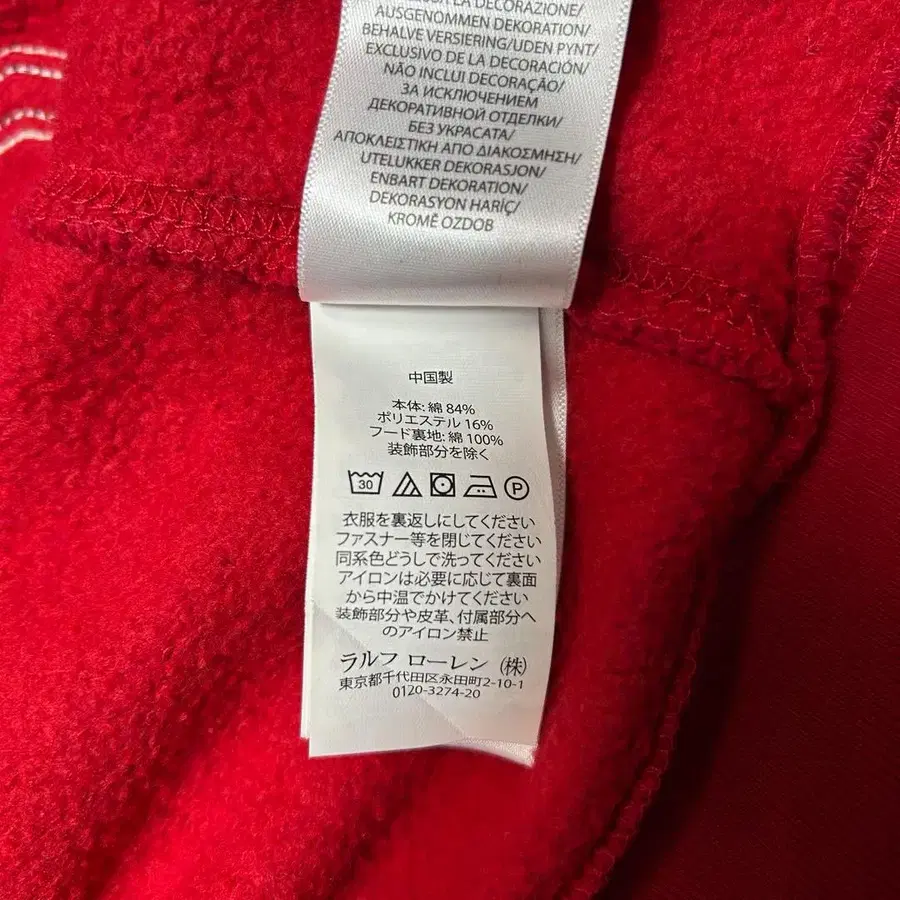 LA DECORAZIONE/
AUSGENOMMEN DEKORATION/
BEHALVE VERSIERING/UDEN PYNT/
EXCLUSIVO DE LA DECORACIÓN/
NÃO INCLUI DECORAÇÃO/
ЗА ИСКЛЮЧЕНИЕМ
ДЕКОРАТИВНОЙ ОТДЕЛКИ/
БЕЗ УКРАСАТА/
ΑΠΟΚΛΕΙΣΤΙΚΗ ΑΠΟ ΔΙΑΚΟΣΜΗΣΗ/
UTELUKKER DEKORASJON/
ENBART DEKORATION/
DEKORASYON HARİÇ/
KROMĚ OZDOB
中国製
本体: 綿 84%
ポリエステル 16%
フード裏地: 綿 100%
装飾部分を除く
30 P
衣服を裏返しにしてください
ファスナー等を閉じてください
同系色どうしで洗ってください
アイロンは必要に応じて裏面
から中温でかけてください
装飾部分や皮革、付属部分へ
のアイロン禁止
ラルフ ローレン (株)
東京都千代田区永田町2-10-1
0120-3274-20